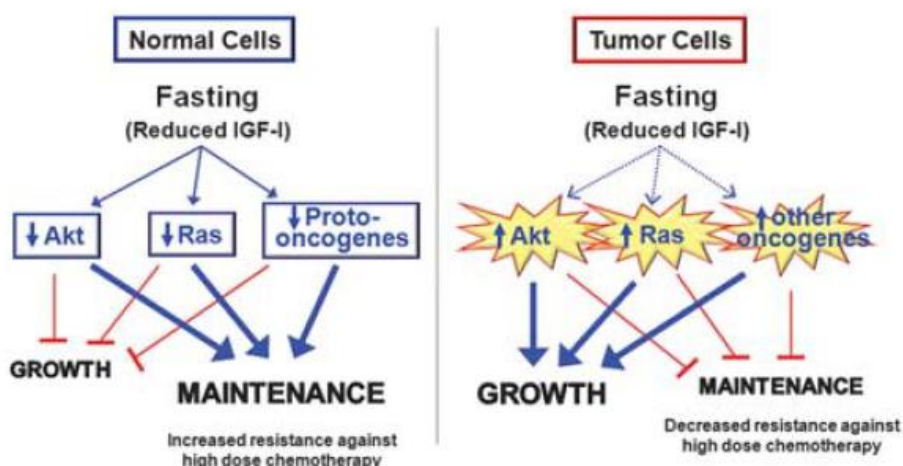 Normal Cells
Fasting
(Reduced IGF-I)
↓ Akt
↓ Ras
↓ Proto-
oncogenes
GROWTH
MAINTENANCE
Increased resistance against
high dose chemotherapy
Tumor Cells
Fasting
(Reduced IGF-I)
↑ Akt
↑ Ras
↑ other
oncogenes
GROWTH
MAINTENANCE
Decreased resistance against
high dose chemotherapy